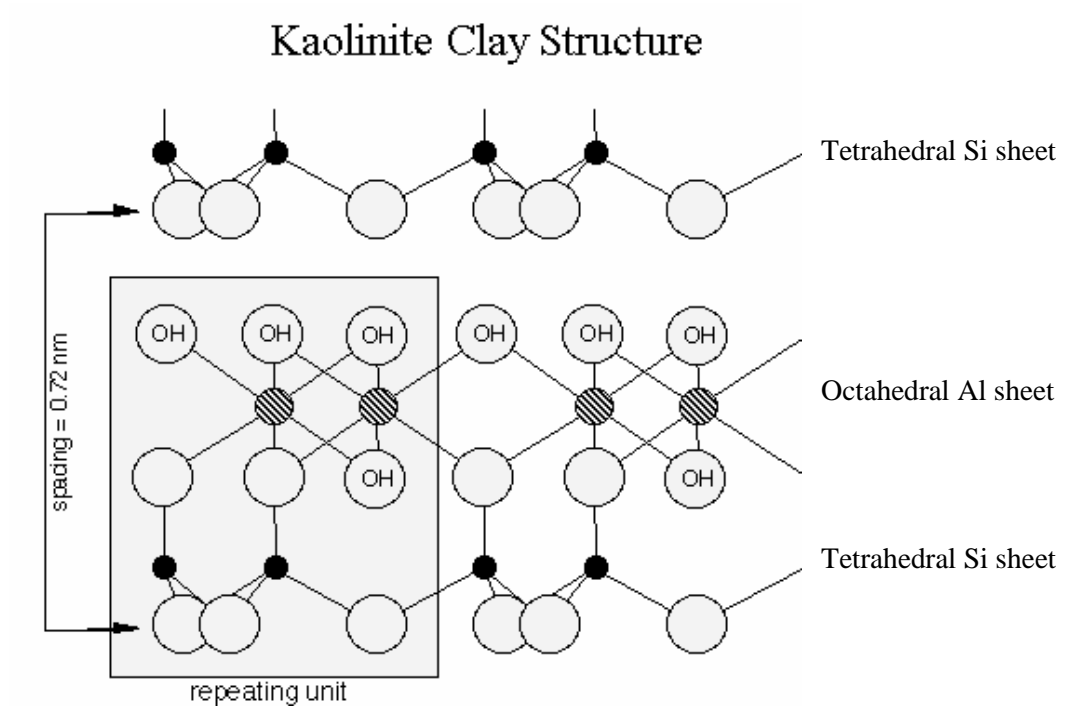 Kaolinite Clay Structure
Tetrahedral Si sheet
OH OH OH OH OH OH
spacing = 0.72 nm
Octahedral Al sheet
OH OH
Tetrahedral Si sheet
repeating unit